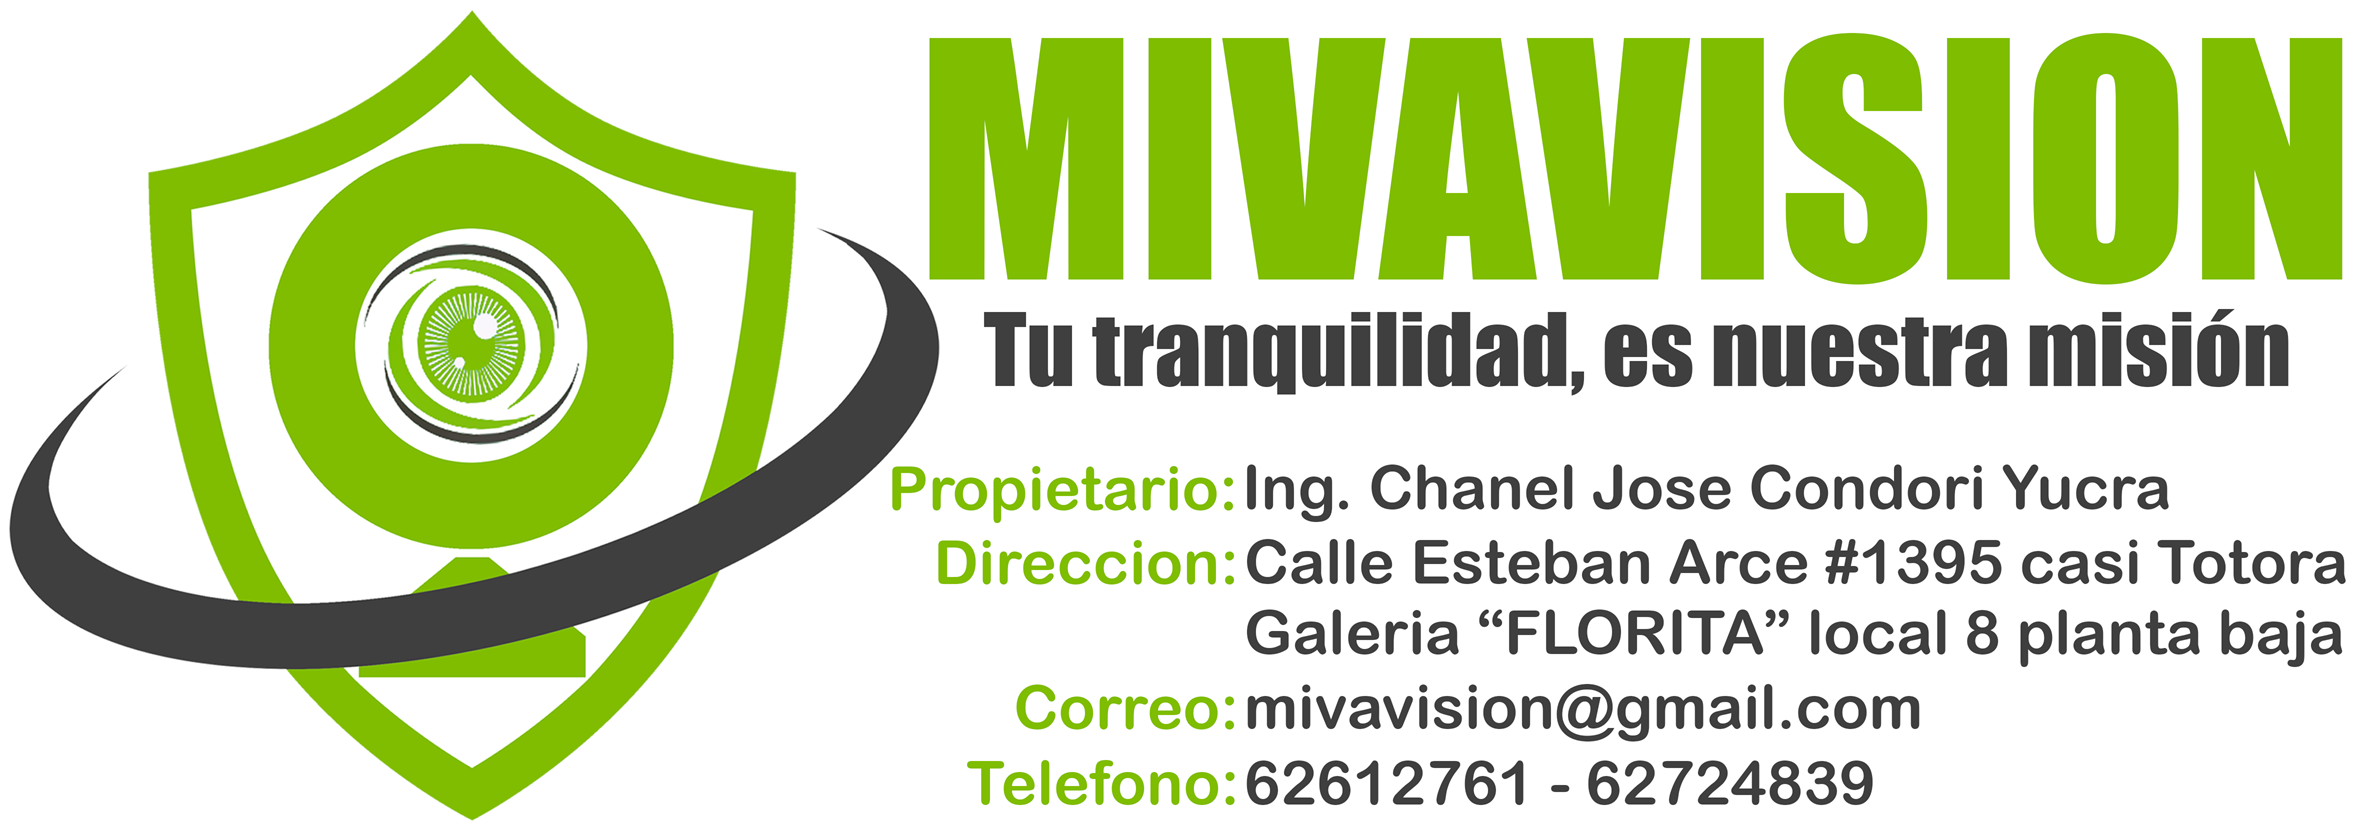 MIVAVISION
Tu tranquilidad, es nuestra misión
Propietario: Ing. Chanel Jose Condori Yucra
Direccion: Calle Esteban Arce #1395 casi Totora
Galeria “FLORITA” local 8 planta baja
Correo: mivavision@gmail.com
Telefono: 62612761 - 62724839